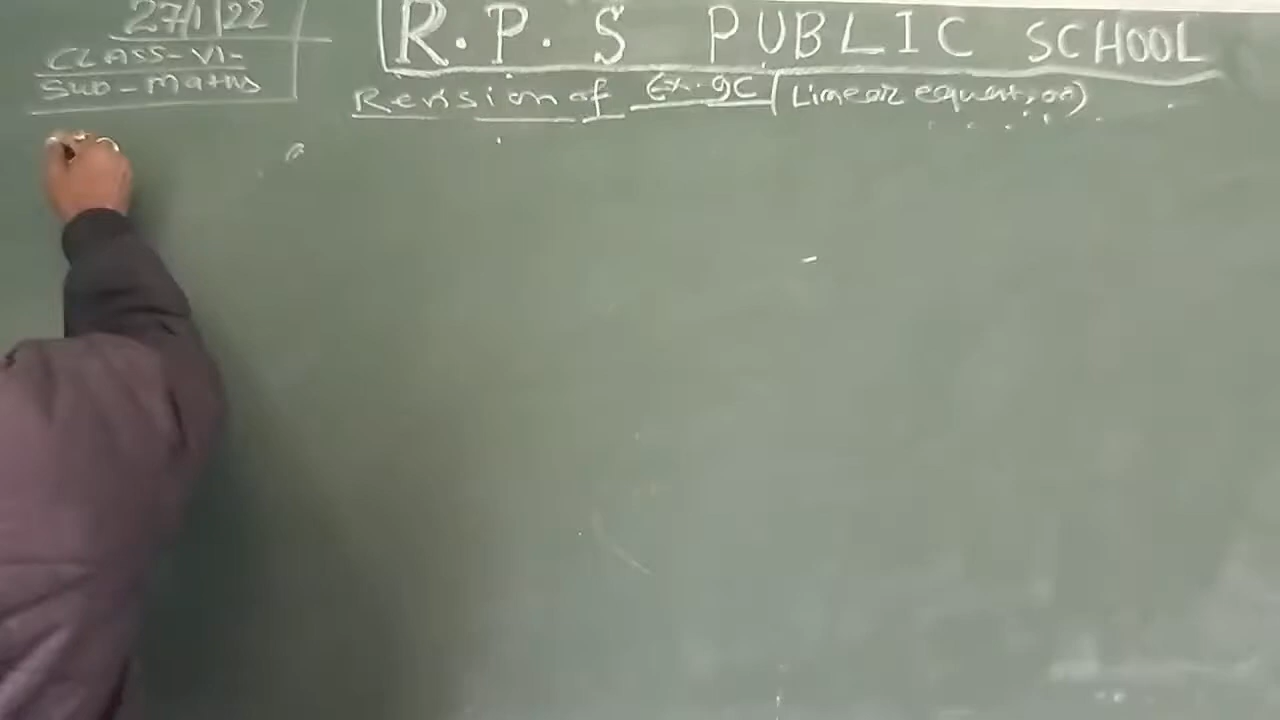 27/1/22
CLASS-VI-
Sub-Maths
R.P.S PUBLIC SCHOOL
Revision of Ex.9C (Linear equation)